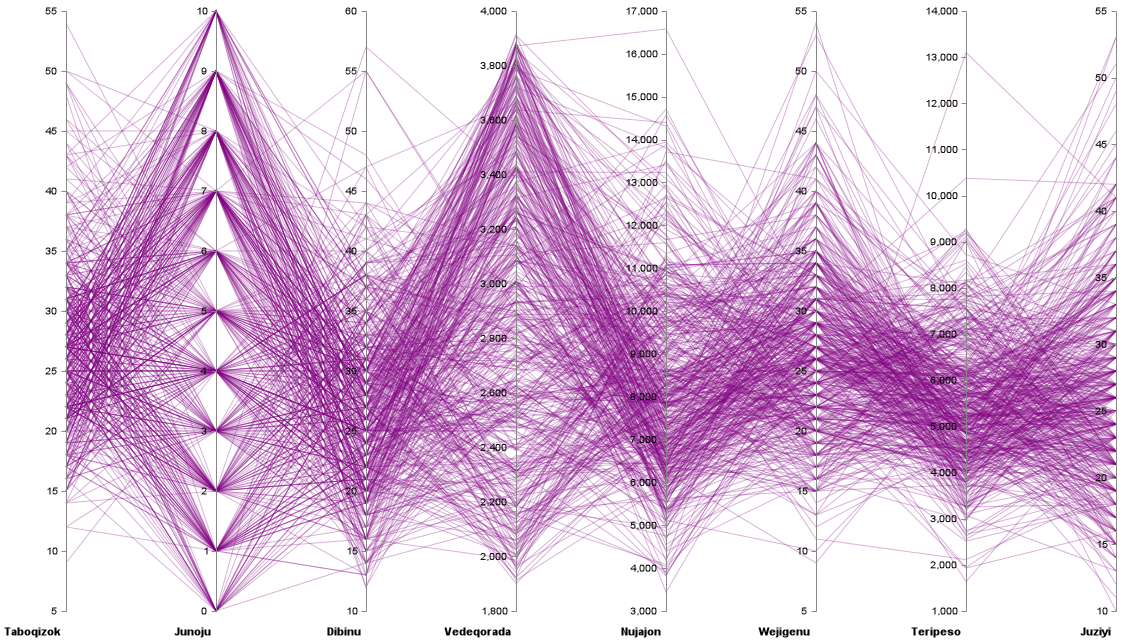 55 10 60 4,000 17,000 55 14,000 55
50 9 55 3,800 16,000 50 13,000 50
45 8 50 3,600 15,000 45 12,000 45
40 7 45 3,400 14,000 40 11,000 40
35 6 40 3,200 13,000 35 10,000 35
30 5 35 3,000 12,000 30 9,000 30
25 4 30 2,800 11,000 25 8,000 25
20 3 25 2,600 10,000 20 7,000 20
15 2 20 2,400 9,000 15 6,000 15
10 1 15 2,200 8,000 10 5,000 10
5 0 10 2,000 7,000 5 4,000
1,800 6,000 3,000
5,000 2,000
4,000 1,000
3,000
Taboqizok Junoju Dibinu Vedeqorada Nujajon Wejigenu Teripeso Juziyi